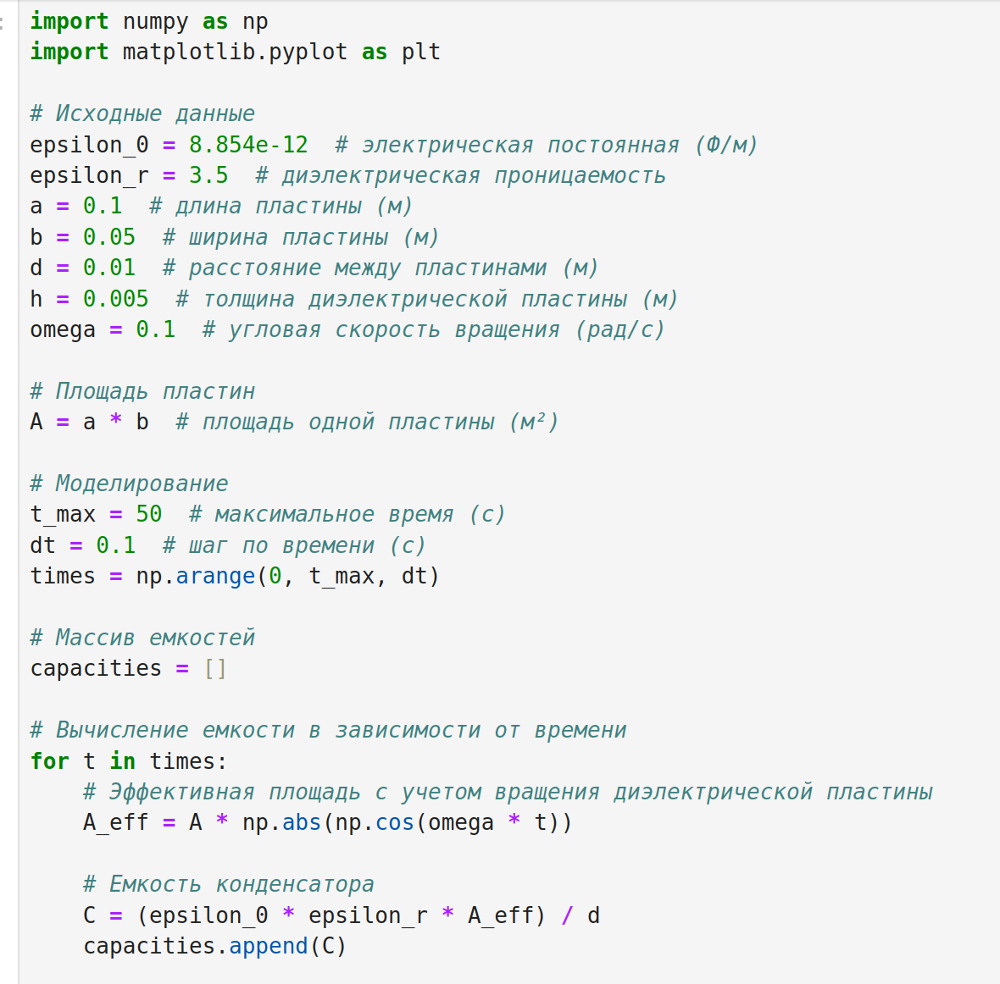 import numpy as np
import matplotlib.pyplot as plt
# Исходные данные
epsilon_0 = 8.854e-12  # электрическая постоянная (Ф/м)
epsilon_r = 3.5  # диэлектрическая проницаемость
a = 0.1  # длина пластины (м)
b = 0.05  # ширина пластины (м)
d = 0.01  # расстояние между пластинами (м)
h = 0.005  # толщина диэлектрической пластины (м)
omega = 0.1  # угловая скорость вращения (рад/с)
# Площадь пластин
A = a * b  # площадь одной пластины (м²)
# Моделирование
t_max = 50  # максимальное время (с)
dt = 0.1  # шаг по времени (с)
times = np.arange(0, t_max, dt)
# Массив емкостей
capacities = []
# Вычисление емкости в зависимости от времени
for t in times:
    # Эффективная площадь с учетом вращения диэлектрической пластины
    A_eff = A * np.abs(np.cos(omega * t))
    # Емкость конденсатора
    C = (epsilon_0 * epsilon_r * A_eff) / d
    capacities.append(C)